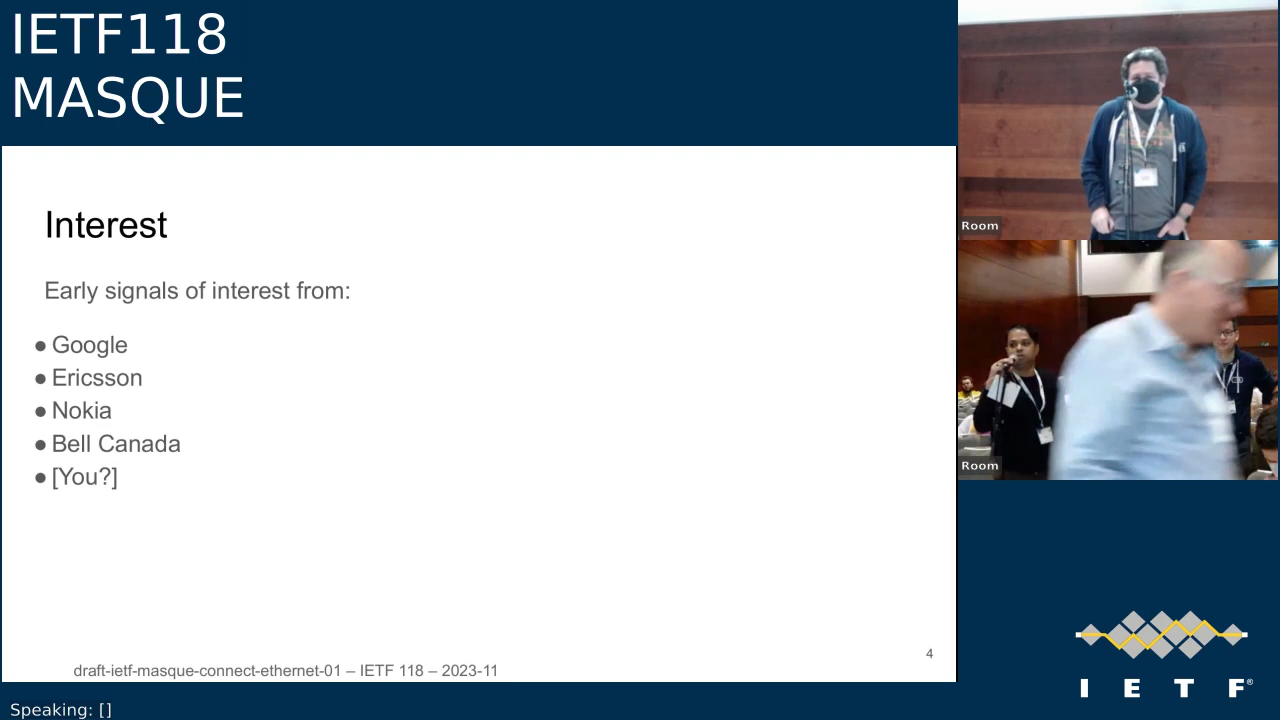 IETF118
MASQUE
Interest
Early signals of interest from:
● Google
● Ericsson
● Nokia
● Bell Canada
● [You?]
4
draft-ietf-masque-connect-ethernet-01 – IETF 118 – 2023-11
Room
Room
I E T F®
Speaking: []